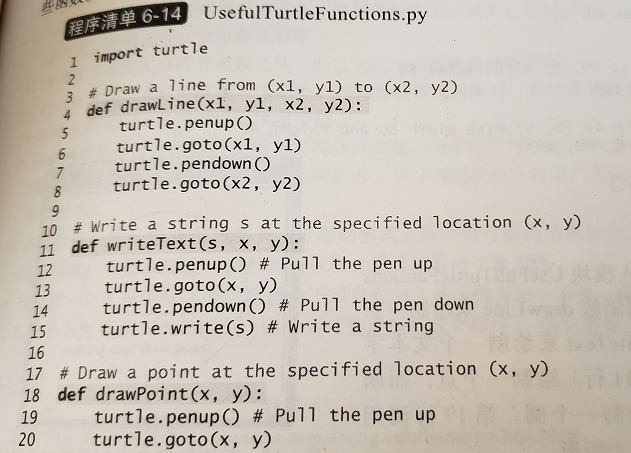 些函数
程序清单 6-14 UsefulTurtleFunctions.py
1 import turtle
2
3 # Draw a line from (x1, y1) to (x2, y2)
4 def drawLine(x1, y1, x2, y2):
5 turtle.penup()
6 turtle.goto(x1, y1)
7 turtle.pendown()
8 turtle.goto(x2, y2)
9
10 # Write a string s at the specified location (x, y)
11 def writeText(s, x, y):
12 turtle.penup() # Pull the pen up
13 turtle.goto(x, y)
14 turtle.pendown() # Pull the pen down
15 turtle.write(s) # Write a string
16
17 # Draw a point at the specified location (x, y)
18 def drawPoint(x, y):
19 turtle.penup() # Pull the pen up
20 turtle.goto(x, y)